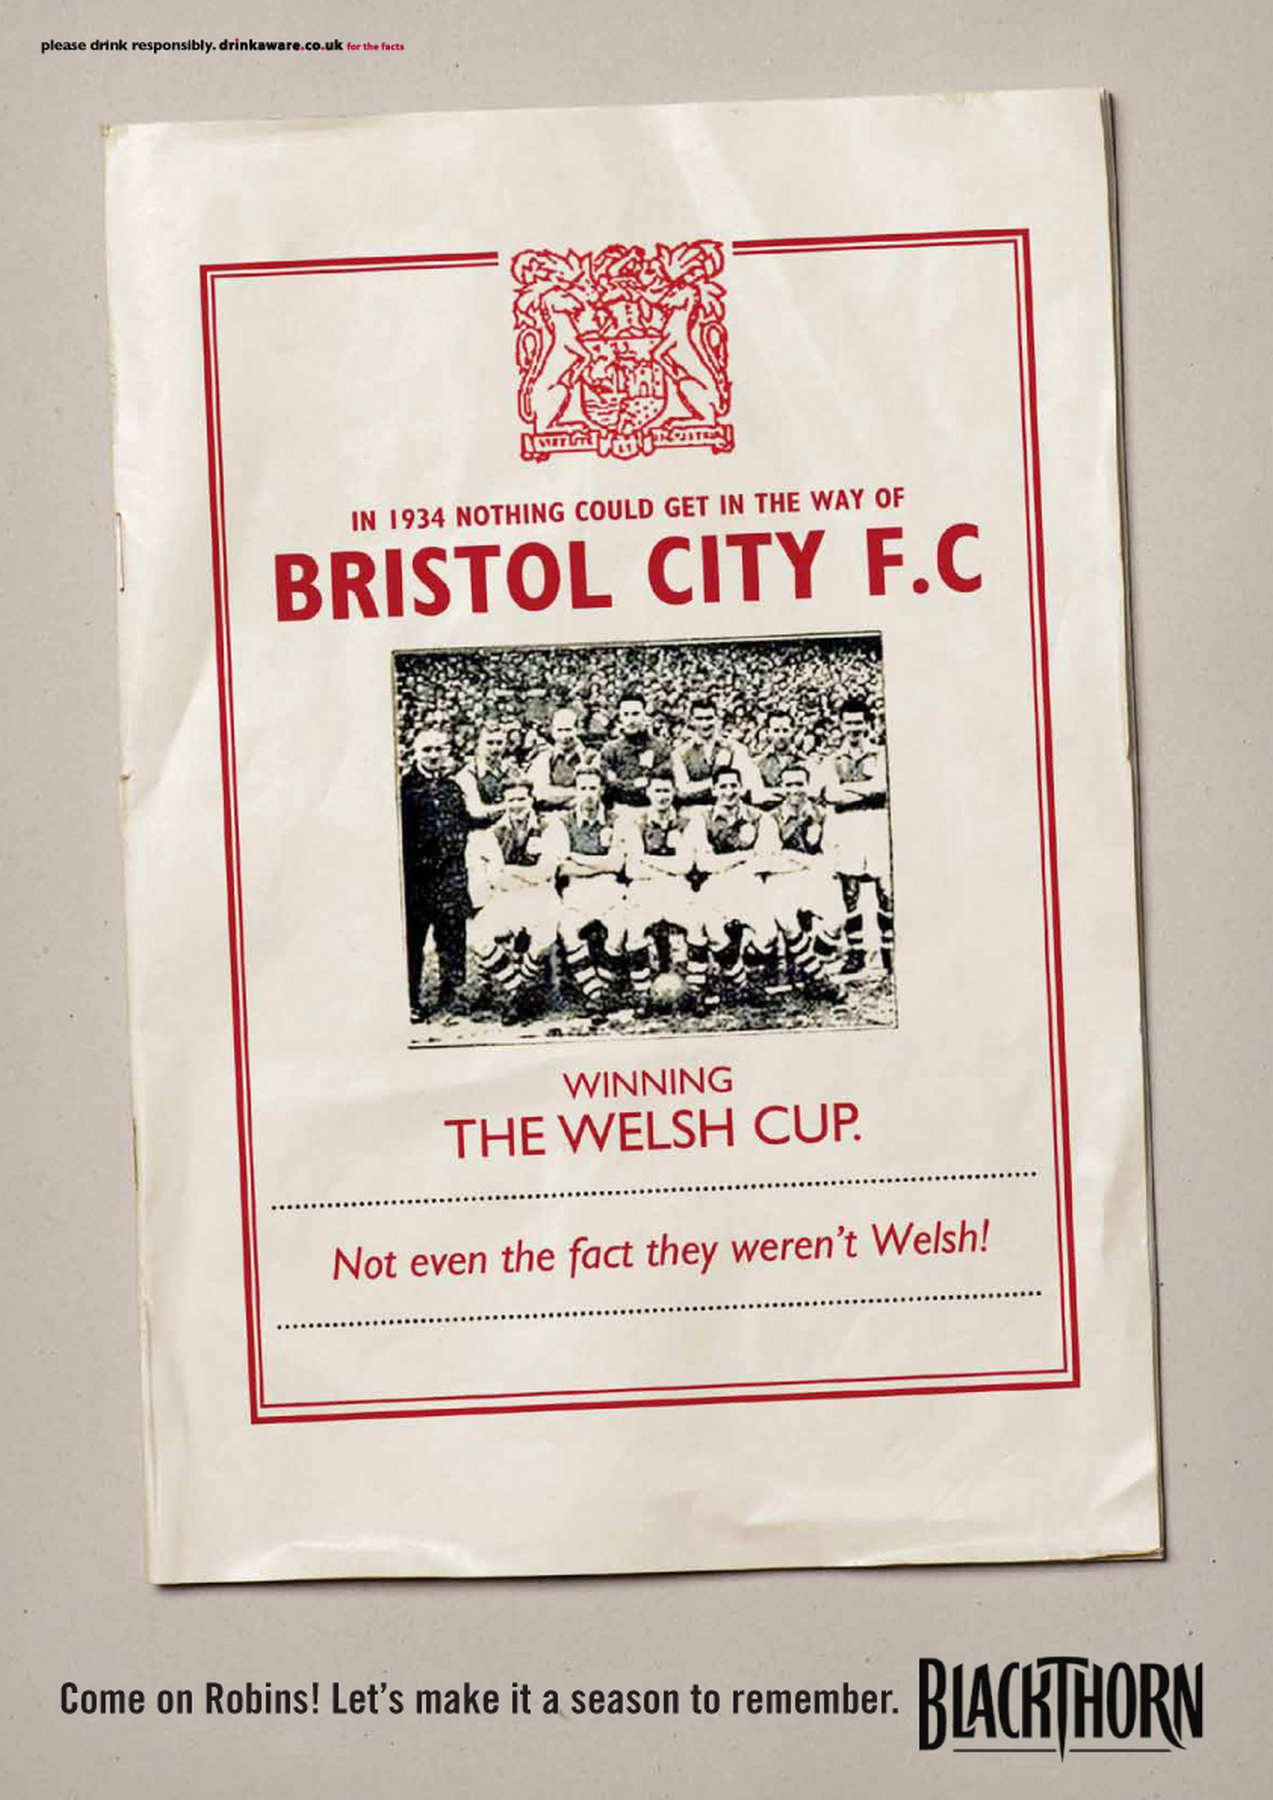 please drink responsibly. drinkaware.co.uk for the facts
IN 1934 NOTHING COULD GET IN THE WAY OF
BRISTOL CITY F.C
WINNING
THE WELSH CUP.
Not even the fact they weren't Welsh!
Come on Robins! Let's make it a season to remember.
BLACKTHORN